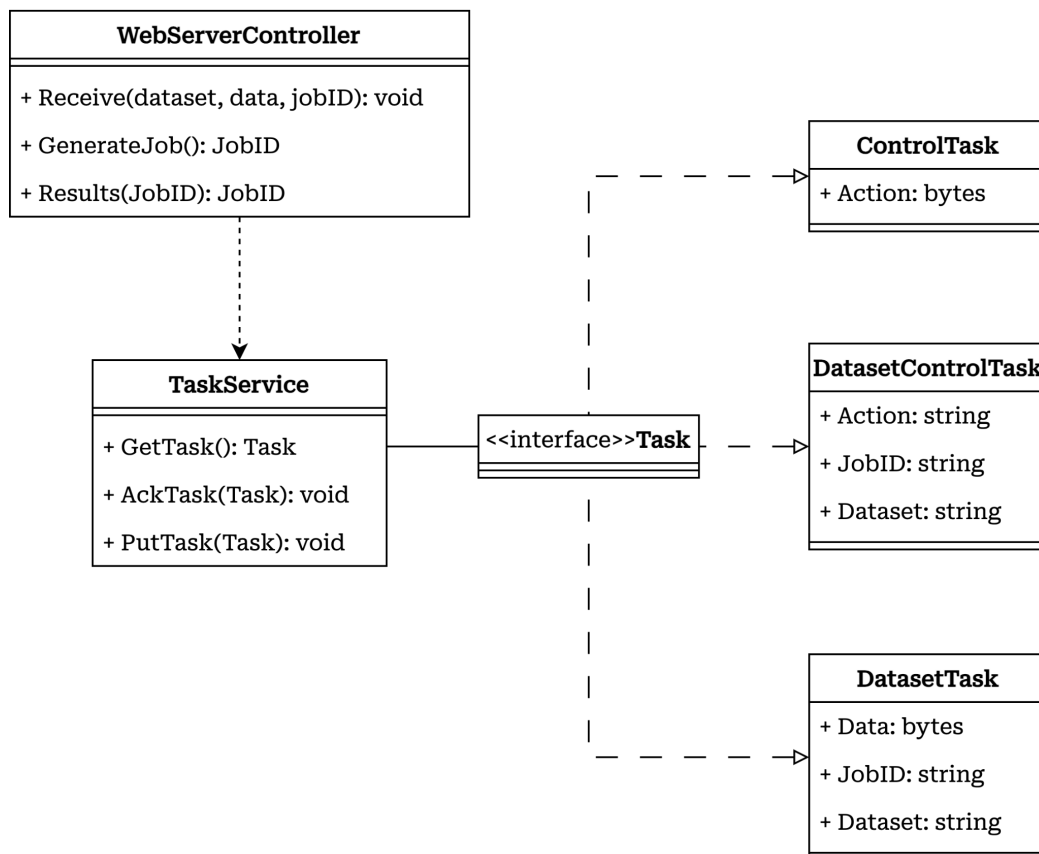 WebServerController
+ Receive(dataset, data, jobID): void
+ GenerateJob(): JobID
+ Results(JobID): JobID
TaskService
+ GetTask(): Task
+ AckTask(Task): void
+ PutTask(Task): void
<<interface>>Task
ControlTask
+ Action: bytes
DatasetControlTask
+ Action: string
+ JobID: string
+ Dataset: string
DatasetTask
+ Data: bytes
+ JobID: string
+ Dataset: string